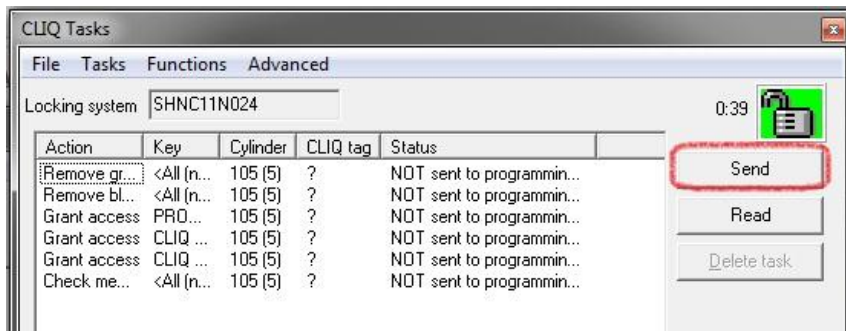 CLIQ Tasks
File Tasks Functions Advanced
Locking system SHNC11N024 0:39
Action Key Cylinder CLIQ tag Status
Remove gr... <All (n... 105 (5) ? NOT sent to programmin...
Remove bl... <All (n... 105 (5) ? NOT sent to programmin...
Grant access PRO... 105 (5) ? NOT sent to programmin...
Grant access CLIQ ... 105 (5) ? NOT sent to programmin...
Grant access CLIQ ... 105 (5) ? NOT sent to programmin...
Check me... <All (n... 105 (5) ? NOT sent to programmin...
Send
Read
Delete task